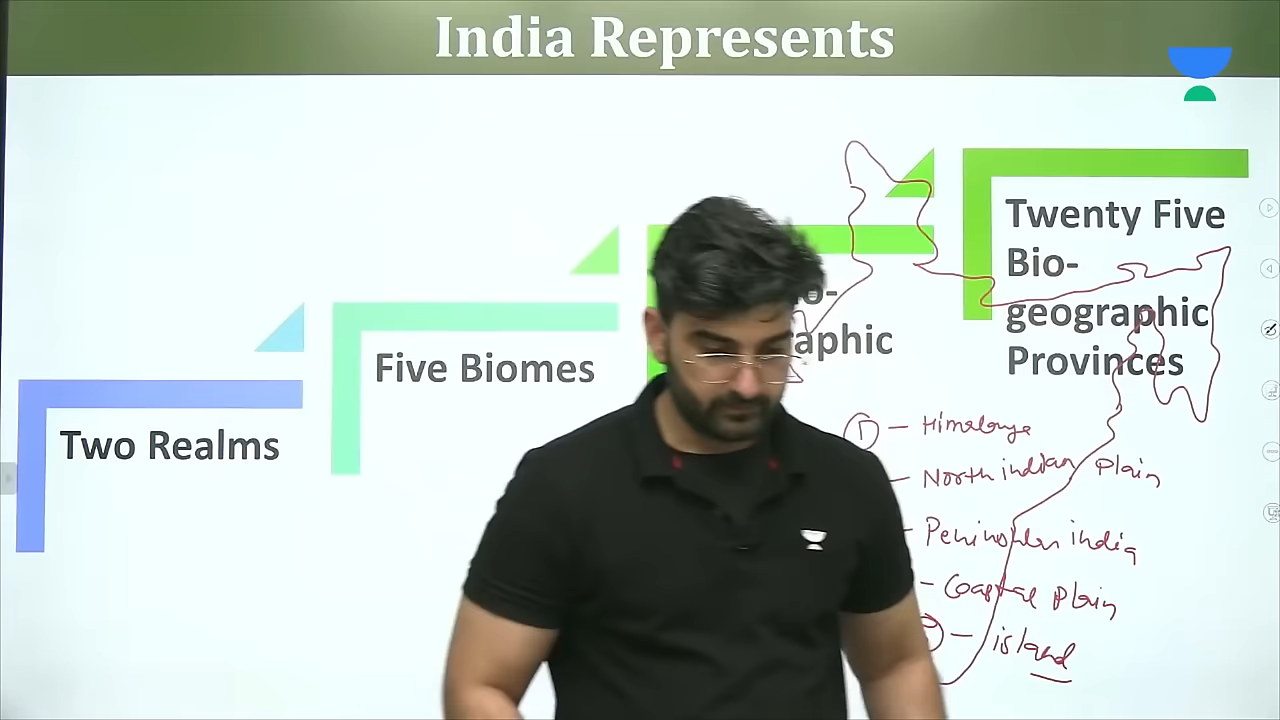 India Represents
Two Realms
Five Biomes
o-
aphic
Twenty Five
Bio-
geographic
Provinces
1 – Himalaya
– North indian Plain
– Peninsular india
– Coastal Plain
– island